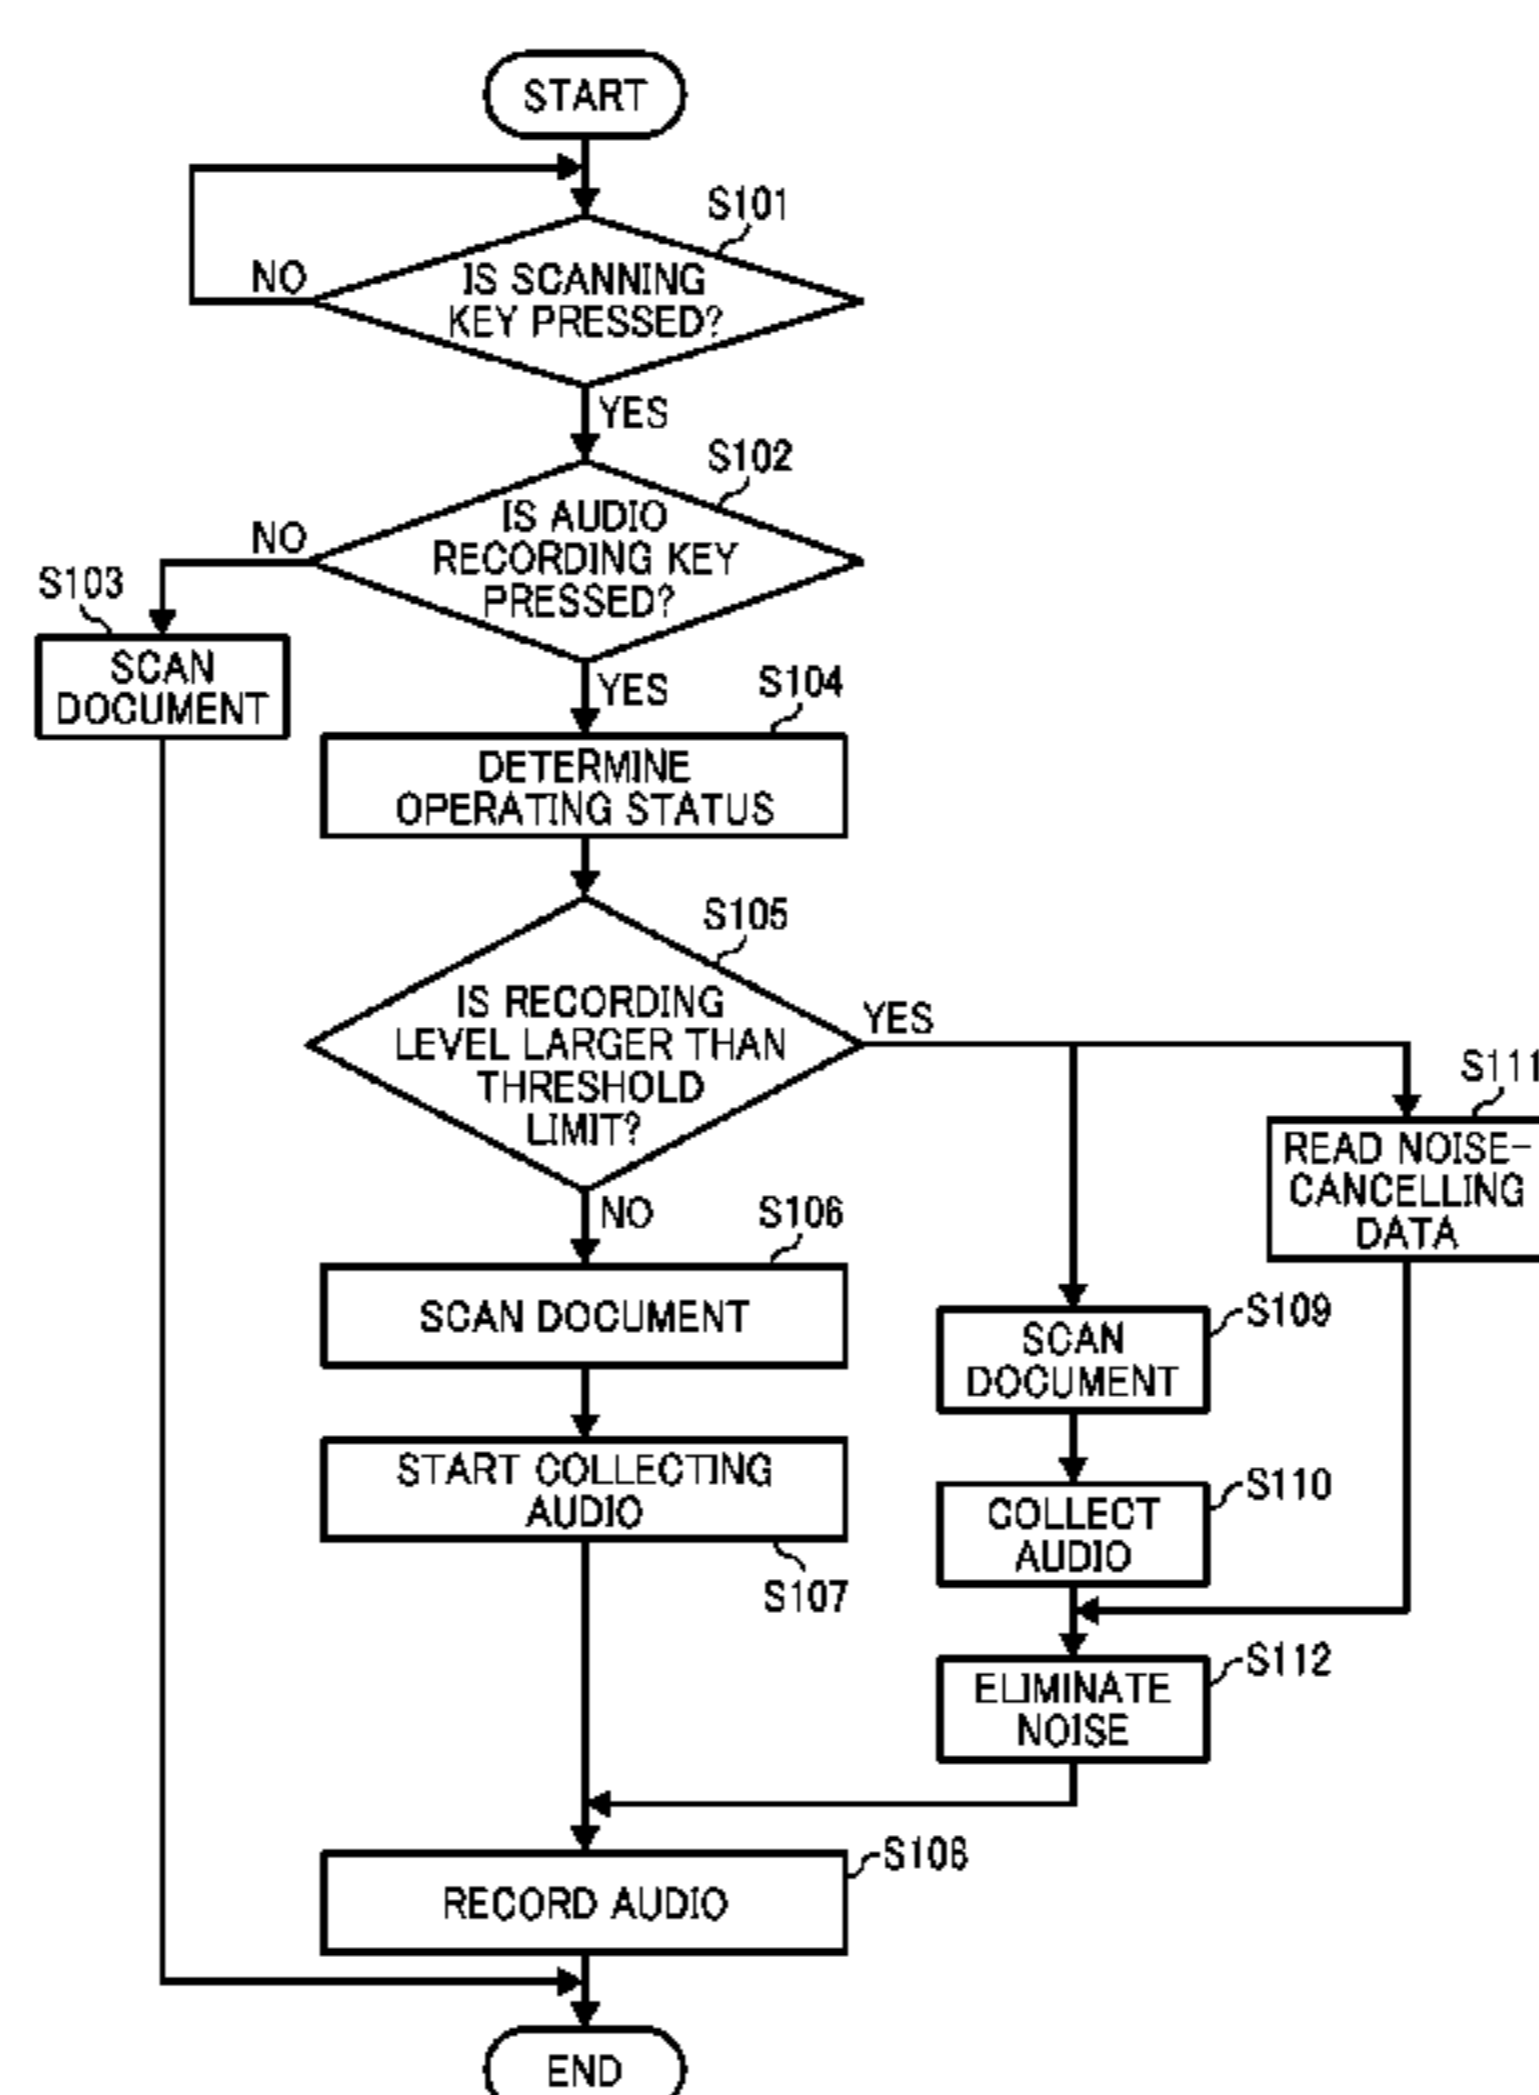 START
S101
NO
IS SCANNING
KEY PRESSED?
YES
S102
NO
IS AUDIO
RECORDING KEY
PRESSED?
S103
SCAN
DOCUMENT
YES
S104
DETERMINE
OPERATING STATUS
S105
IS RECORDING
LEVEL LARGER THAN
THRESHOLD
LIMIT?
YES
S111
READ NOISE-
CANCELLING
DATA
NO
S106
SCAN DOCUMENT
S109
SCAN
DOCUMENT
START COLLECTING
AUDIO
S107
S110
COLLECT
AUDIO
S112
ELIMINATE
NOISE
S108
RECORD AUDIO
END